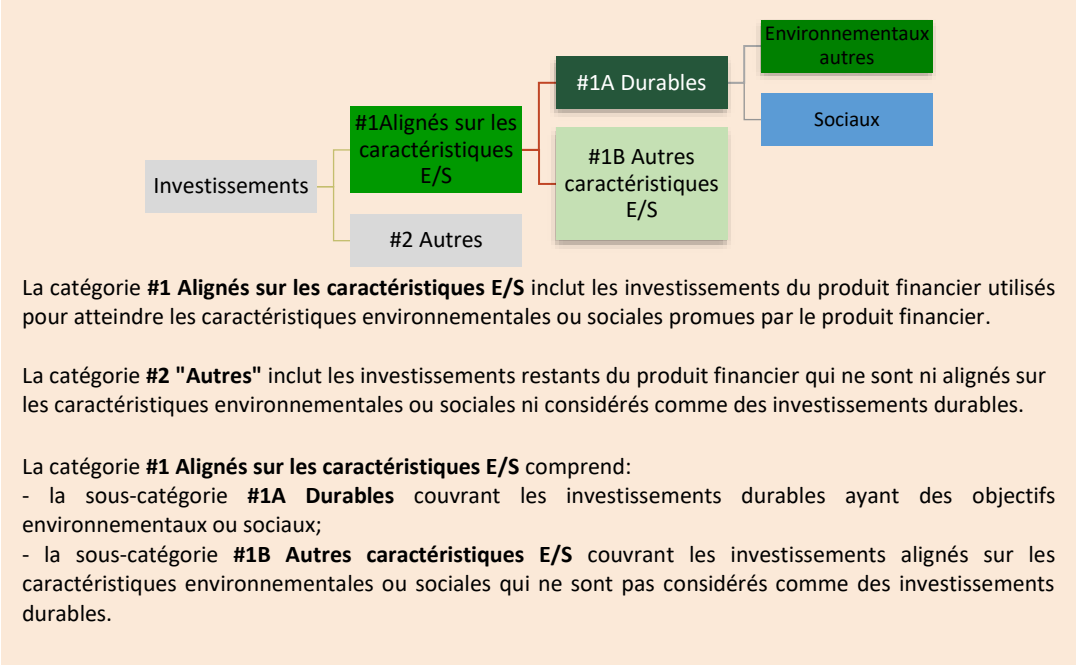 Environnementaux
autres
#1A Durables
Sociaux
#1Alignés sur les
caractéristiques
E/S
#1B Autres
caractéristiques
E/S
Investissements
#2 Autres
La catégorie #1 Alignés sur les caractéristiques E/S inclut les investissements du produit financier utilisés
pour atteindre les caractéristiques environnementales ou sociales promues par le produit financier.
La catégorie #2 "Autres" inclut les investissements restants du produit financier qui ne sont ni alignés sur
les caractéristiques environnementales ou sociales ni considérés comme des investissements durables.
La catégorie #1 Alignés sur les caractéristiques E/S comprend:
- la sous-catégorie #1A Durables couvrant les investissements durables ayant des objectifs
environnementaux ou sociaux;
- la sous-catégorie #1B Autres caractéristiques E/S couvrant les investissements alignés sur les
caractéristiques environnementales ou sociales qui ne sont pas considérés comme des investissements
durables.